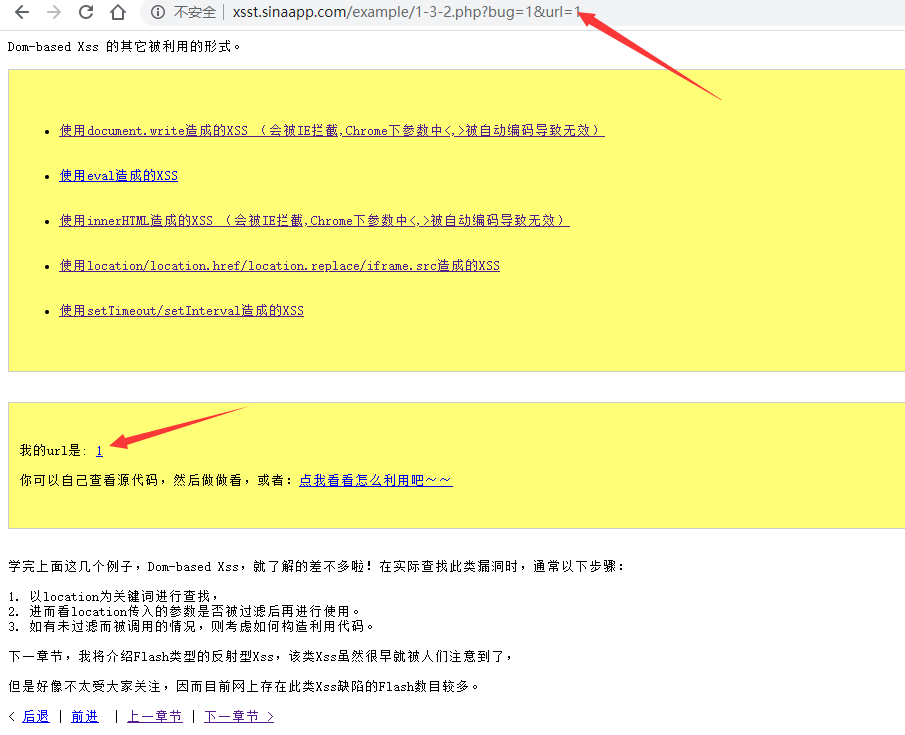 不安全 | xsst.sinaapp.com/example/1-3-2.php?bug=1&url=1
Dom-based Xss 的其它被利用的形式。
使用document.write造成的XSS （会被IE拦截,Chrome下参数中<,>被自动编码导致无效）
使用eval造成的XSS
使用innerHTML造成的XSS （会被IE拦截,Chrome下参数中<,>被自动编码导致无效）
使用location/location.href/location.replace/iframe.src造成的XSS
使用setTimeout/setInterval造成的XSS
我的url是: 1
你可以自己查看源代码，然后做做看，或者：点我看看怎么利用吧~~
学完上面这几个例子，Dom-based Xss，就了解的差不多啦！在实际查找此类漏洞时，通常以下步骤：
1. 以location为关键词进行查找，
2. 进而看location传入的参数是否被过滤后再进行使用。
3. 如有未过滤而被调用的情况，则考虑如何构造利用代码。
下一章节，我将介绍Flash类型的反射型Xss，该类Xss虽然很早就被人们注意到了，
但是好像不太受大家关注，因而目前网上存在此类Xss缺陷的Flash数目较多。
< 后退 | 前进 | 上一章节 | 下一章节 >